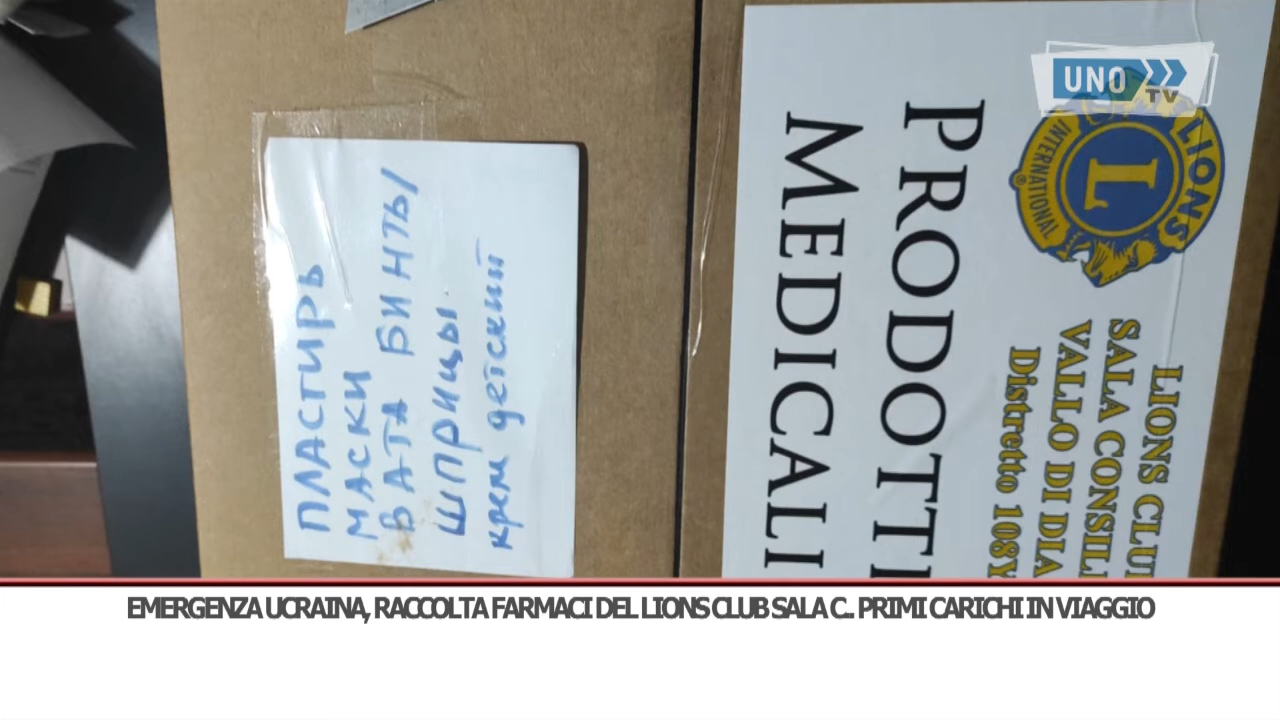 ПЛАСТИРЬ
МАСКИ
ВАТА БИНТЫ
ШПРИЦЫ.
крем детский
UNO TV
LIONS
INTERNATIONAL
L
LIONS CLUB
SALA CONSILI
VALLO DI DIA
Distretto 108Y
PRODOTTI
MEDICALI
EMERGENZA UCRAINA, RACCOLTA FARMACI DEL LIONS CLUB SALA C.. PRIMI CARICHI IN VIAGGIO